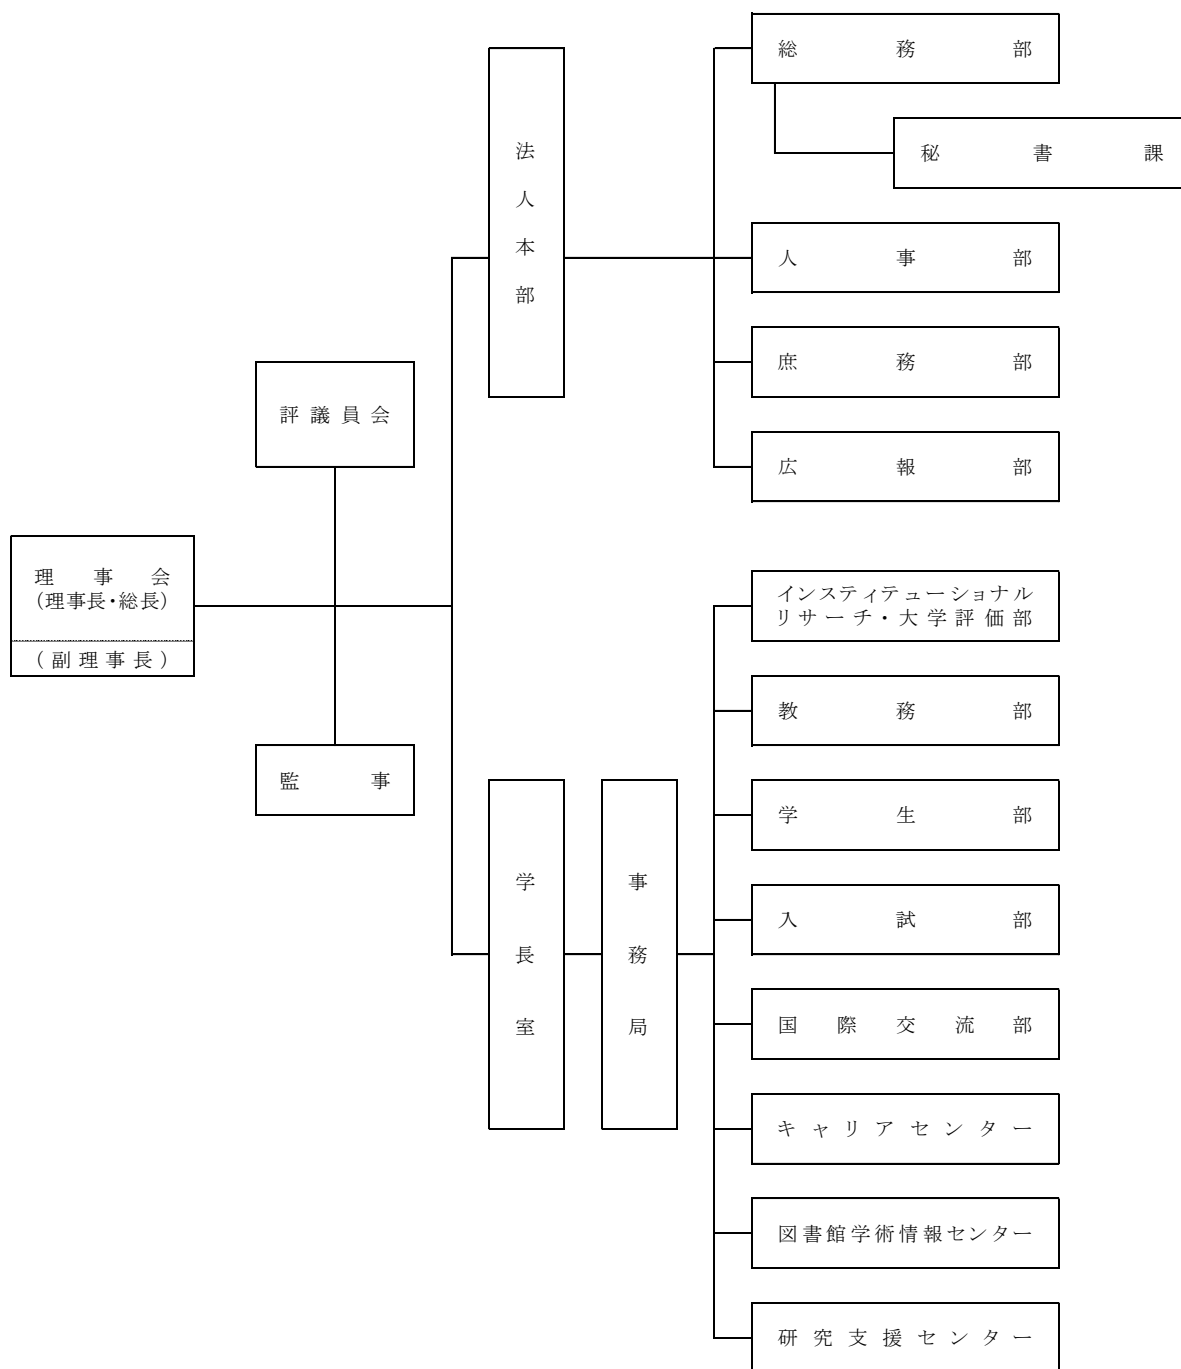 総務部
秘書課
法人本部
人事部
庶務部
評議員会
広報部
理事会
(理事長・総長)
(副理事長)
インスティテューショナル
リサーチ・大学評価部
教務部
監事
学生部
学長室
事務局
入試部
国際交流部
キャリアセンター
図書館学術情報センター
研究支援センター